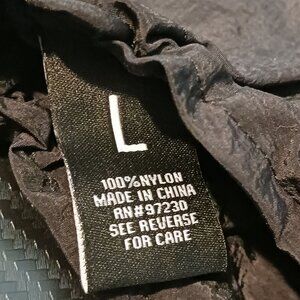 L
100%NYLON
MADE IN CHINA
RN#97230
SEE REVERSE
FOR CARE